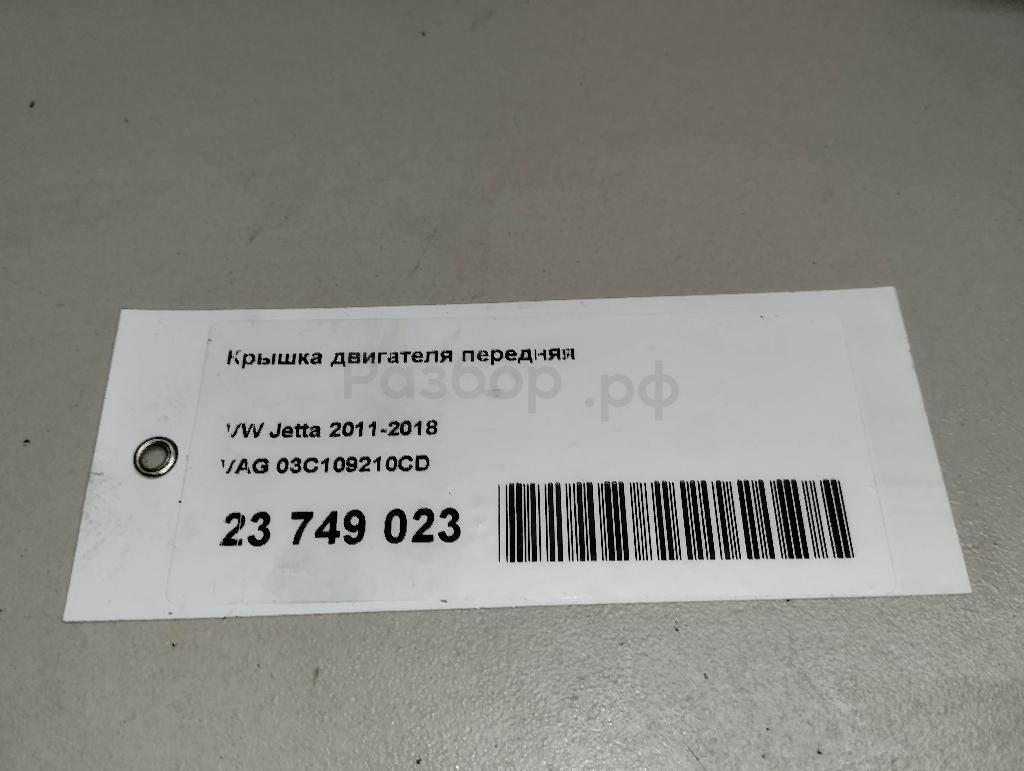 Крышка двигателя передняя
Разбор.рф
VW Jetta 2011-2018
VAG 03C109210CD
23 749 023